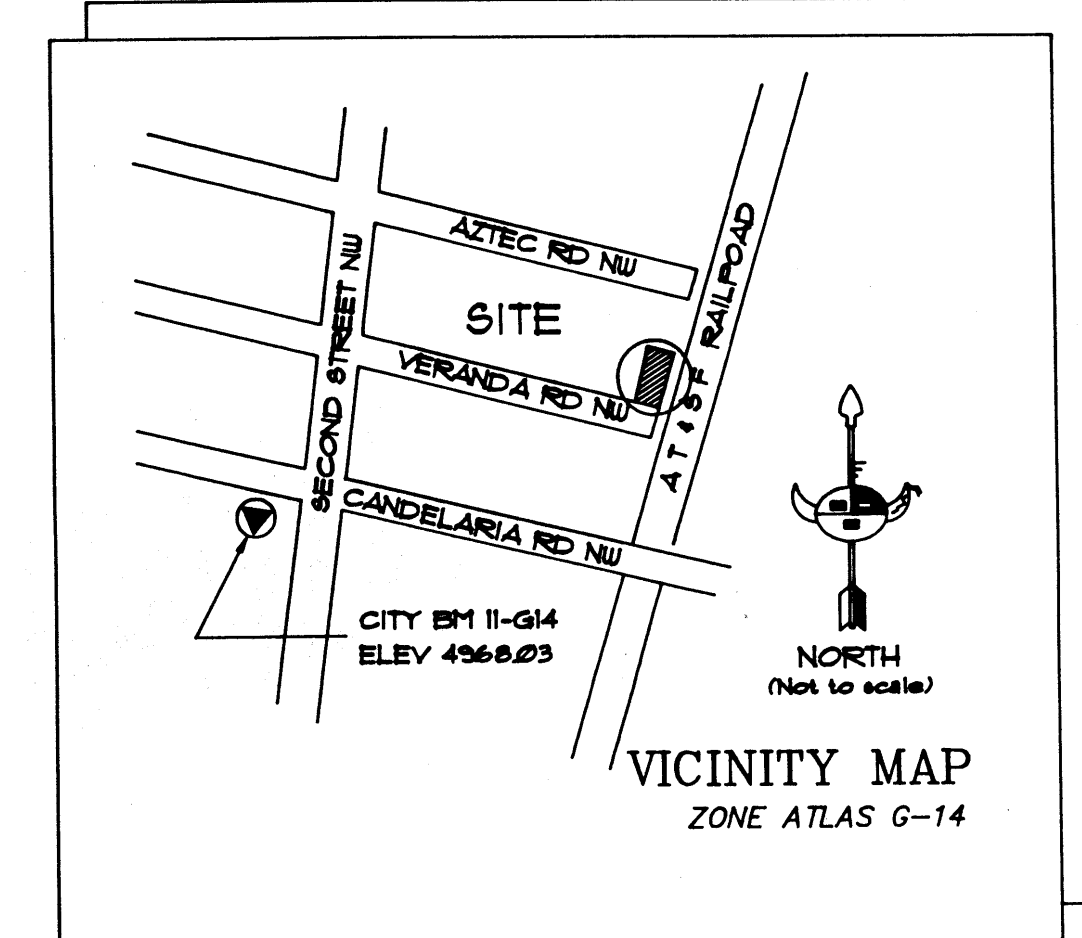 AZTEC RD NW
SECOND STREET NW
SITE
AT & SF RAILPOAD
VERANDA RD NW
CANDELARIA RD NW
CITY BM 11-G14
ELEV 4968.03
NORTH
(Not to scale)
VICINITY MAP
ZONE ATLAS G-14